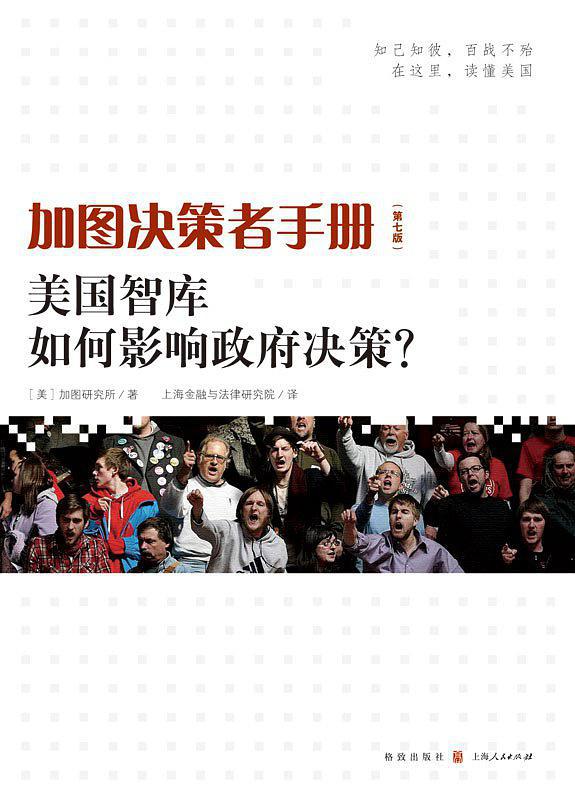 知己知彼，百战不殆
在这里，读懂美国
加图决策者手册（第七版）
美国智库
如何影响政府决策？
［美］加图研究所／著 上海金融与法律研究院／译
格致出版社 上海人民出版社